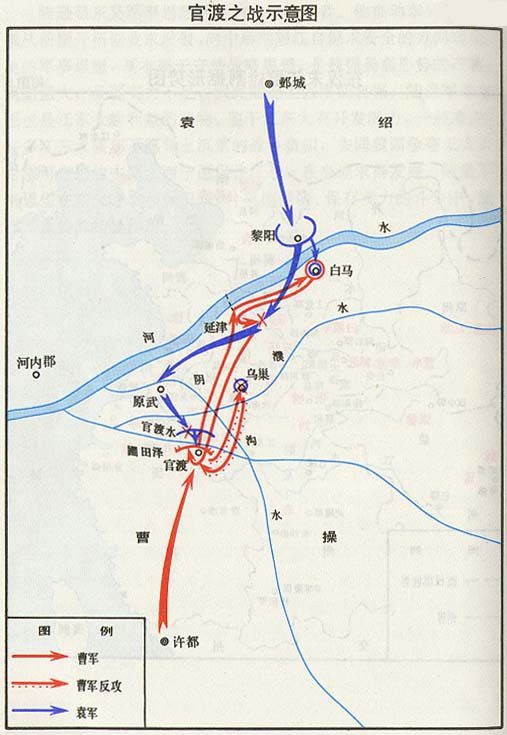 官渡之战示意图
邺城
袁 绍
黎阳
水
白马
水
延津
河
濮
河内郡
阴
乌巢
原武
官渡水
沟
圃田泽
官渡
水
曹 操
许都
图 例
曹军
曹军反攻
袁军